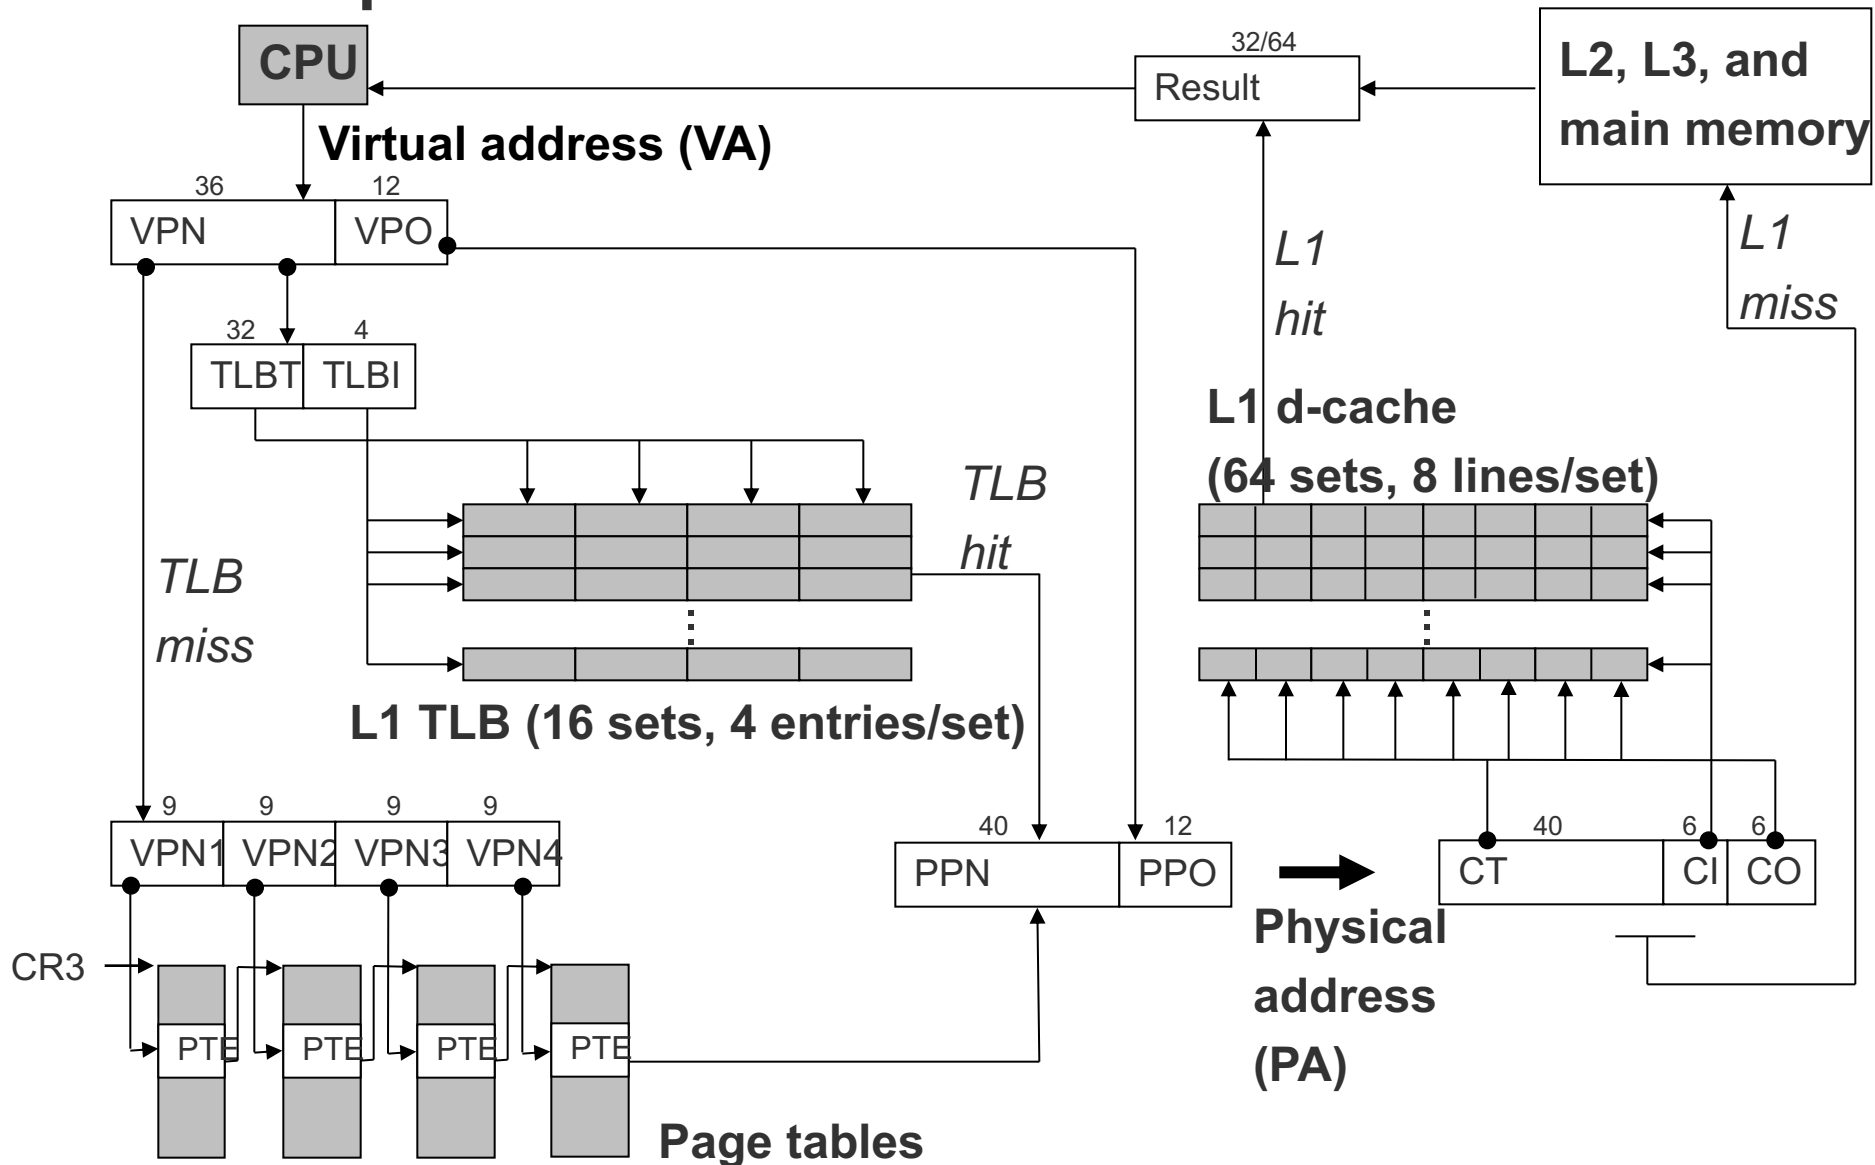 CPU
32/64
Result
L2, L3, and
main memory
Virtual address (VA)
36
12
VPN
VPO
L1
hit
L1
miss
32
4
TLBT
TLBI
L1 d-cache
(64 sets, 8 lines/set)
TLB
hit
TLB
miss
L1 TLB (16 sets, 4 entries/set)
9
9
9
9
VPN1
VPN2
VPN3
VPN4
40
12
PPN
PPO
40
6
6
CT
CI
CO
Physical
address
(PA)
CR3
PTE
PTE
PTE
PTE
Page tables